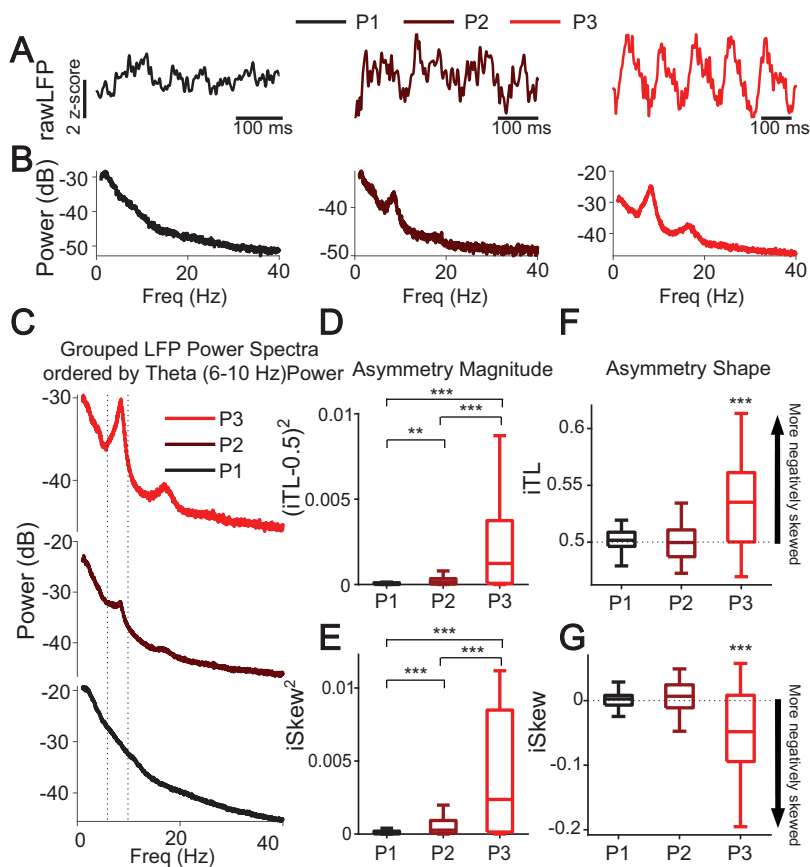 P1 P2 P3
A
rawLFP
2 z-score
100 ms 100 ms 100 ms
B
Power (dB)
-30
-40
-50
0 20 40
Freq (Hz)
-40
-50
0 20 40
Freq (Hz)
-20
-30
-40
0 20 40
Freq (Hz)
C
Grouped LFP Power Spectra
ordered by Theta (6-10 Hz)Power
P3
P2
P1
Power (dB)
-30
-40
-20
-30
-40
-20
-30
-40
0 20 40
Freq (Hz)
D
Asymmetry Magnitude
(iTL-0.5)²
0.01
0.005
0
***
***
**
P1 P2 P3
E
iSkew²
0.01
0.005
0
***
***
***
P1 P2 P3
F
Asymmetry Shape
iTL
0.6
0.55
0.5
***
P1 P2 P3
More
negatively skewed
G
iSkew
0
-0.1
-0.2
***
P1 P2 P3
More
negatively skewed